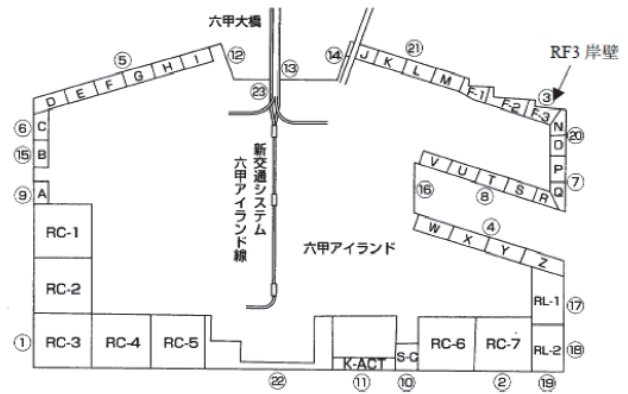 六甲大橋
⑤
⑫
⑬
⑭
㉑
RF3 岸壁
J
K
L
M
F-1
F-2
③
F-3
D
E
F
G
H
I
㉓
⑥
C
⑮
B
⑨
A
N
O
P
Q
⑳
⑦
V
U
T
S
R
⑧
⑯
④
W
X
Y
Z
新交通システム
六甲アイランド線
六甲アイランド
RC-1
RC-2
①
RC-3
RC-4
RC-5
K-ACT
S-C
RC-6
RC-7
RL-1
⑰
RL-2
⑱
㉒
⑪
⑩
②
⑲